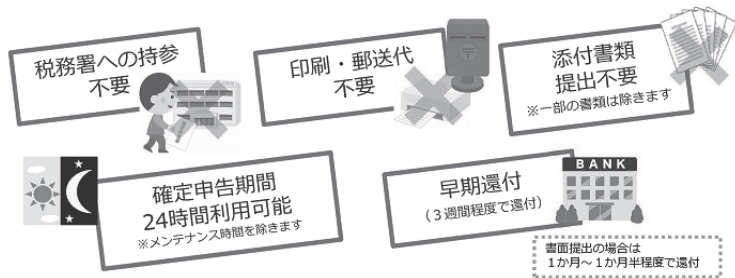 税務署への持参
不要
印刷・郵送代
不要
添付書類
提出不要
※一部の書類は除きます
確定申告期間
24時間利用可能
※メンテナンス時間を除きます
早期還付
（３週間程度で還付）
BANK
書面提出の場合は
１か月～１か月半程度で還付